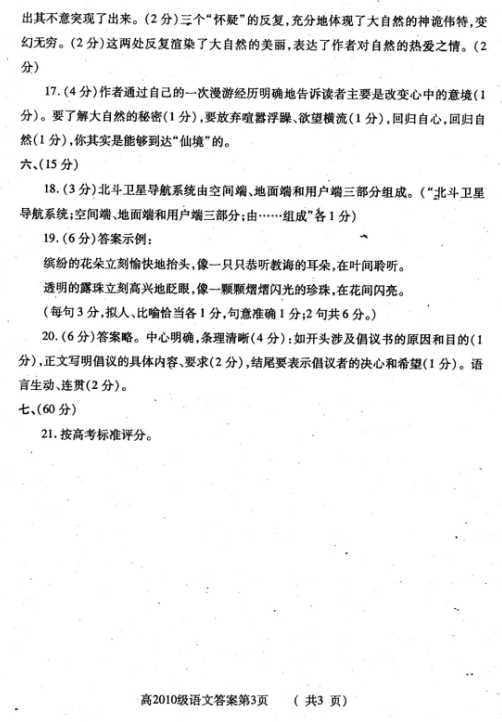 出其不意突现了出来。(2 分)三个“怀疑”的反复,充分地体现了大自然的神诡伟特,变
幻无穷。(2 分)这两处反复渲染了大自然的美丽,表达了作者对自然的热爱之情。(2
分)
17.(4 分)作者通过自己的一次漫游经历明确地告诉读者主要是改变心中的意境(1
分)。要了解大自然的秘密(1 分),要放弃喧嚣浮躁、欲望横流(1 分),回归自心,回归自
然(1 分),你其实是能够到达“仙境”的。
六、(15 分)
18.(3 分)北斗卫星导航系统由空间端、地面端和用户端三部分组成。(“北斗卫星
导航系统;空间端、地面端和用户端三部分;由……组成”各 1 分)
19.(6 分)答案示例:
缤纷的花朵立刻愉快地抬头,像一只只恭听教诲的耳朵,在叶间聆听。
透明的露珠立刻高兴地眨眼,像一颗颗熠熠闪光的珍珠,在花间闪亮。
(每句 3 分,拟人、比喻恰当各 1 分,句意准确 1 分;2 句共 6 分。)
20.(6 分)答案略。中心明确,条理清晰(4 分):如开头涉及倡议书的原因和目的(1
分),正文写明倡议的具体内容、要求(2 分),结尾要表示倡议者的决心和希望(1 分)。语
言生动、连贯(2 分)。
七、(60 分)
21.按高考标准评分。
高2010级语文答案第3页 ( 共3 页)